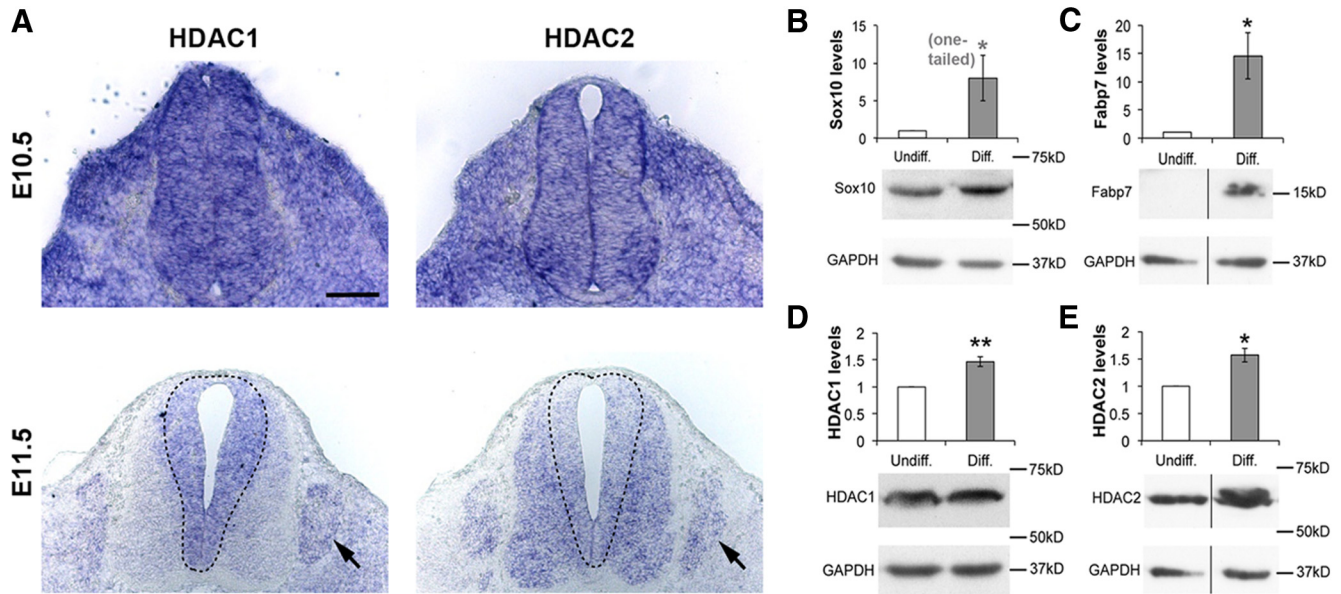 A
HDAC1
HDAC2
E10.5
E11.5
B
Sox10 levels
15
10
5
0
(one-
tailed)
*
Undiff.
Diff.
75kD
Sox10
50kD
GAPDH
37kD
C
Fabp7 levels
20
15
10
5
0
*
Undiff.
Diff.
Fabp7
15kD
GAPDH
37kD
D
HDAC1 levels
2
1.5
1
0.5
0
**
Undiff.
Diff.
75kD
HDAC1
50kD
GAPDH
37kD
E
HDAC2 levels
2
1.5
1
0.5
0
*
Undiff.
Diff.
75kD
HDAC2
50kD
GAPDH
37kD